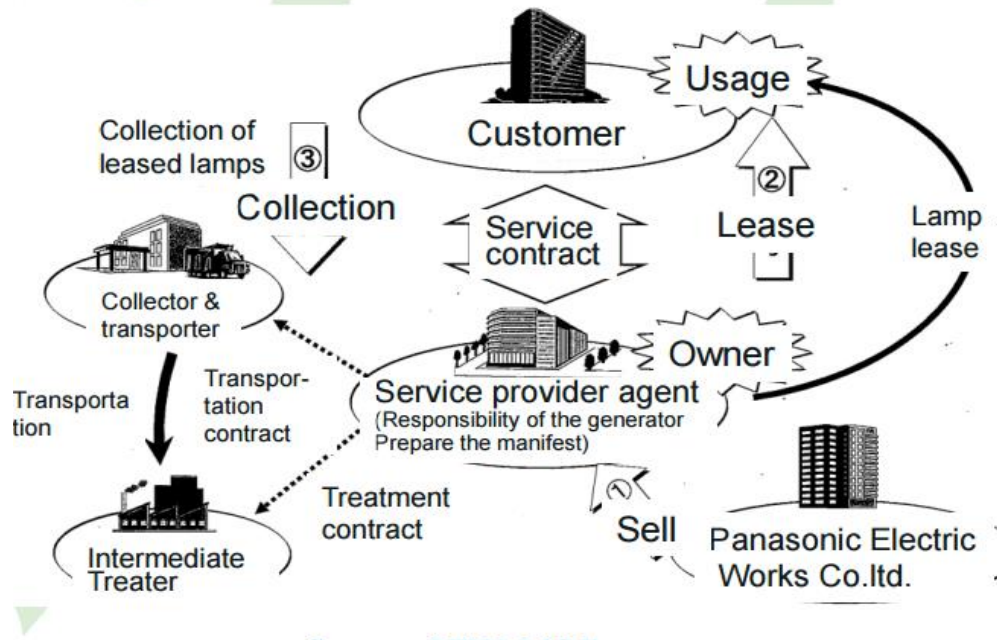 Usage
Customer
Collection of
leased lamps
③
Collection
②
Lease
Service
contract
Lamp
lease
Collector &
transporter
Owner
Service provider agent
(Responsibility of the generator
Prepare the manifest)
Transporta
tion
Transpor-
tation
contract
Treatment
contract
①
Sell
Panasonic Electric
Works Co.ltd.
Intermediate
Treater